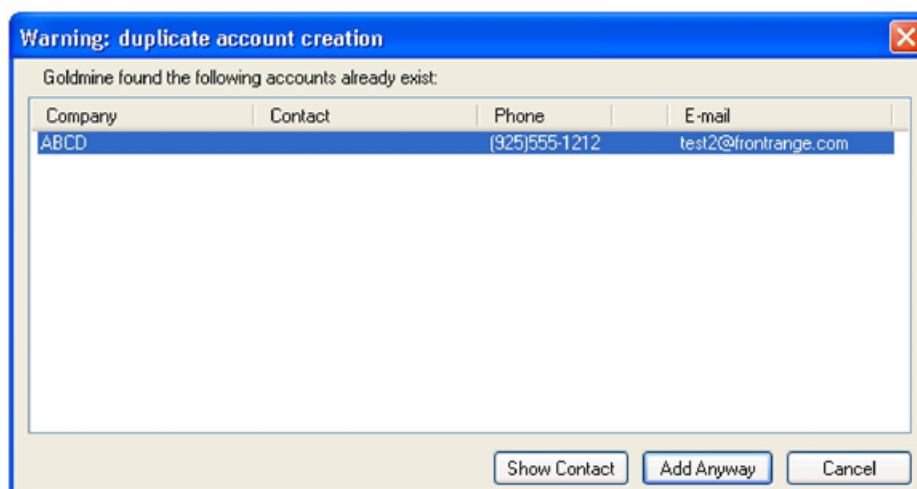 Warning: duplicate account creation
Goldmine found the following accounts already exist:
Company Contact Phone E-mail
ABCD (925)555-1212 test2@frontrange.com
Show Contact Add Anyway Cancel